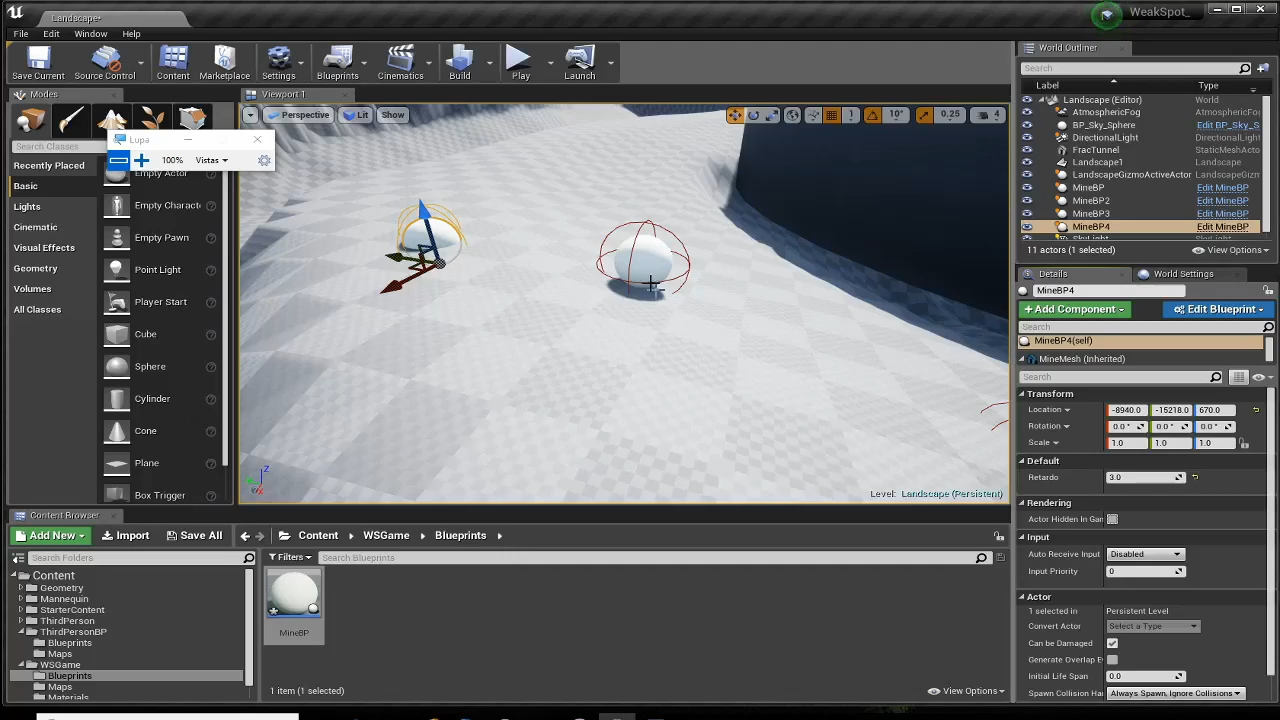 Landscape*
WeakSpot_
File Edit Window Help
Save Current Source Control Content Marketplace Settings Blueprints Cinematics Build Play Launch
Modes
Search Classes
Lupa
100% Vistas
Recently Placed
Basic
Lights
Cinematic
Visual Effects
Geometry
Volumes
All Classes
Empty Actor
Empty Charact
Empty Pawn
Point Light
Player Start
Cube
Sphere
Cylinder
Cone
Plane
Box Trigger
Viewport 1
Perspective Lit Show
1 10° 0.25 4
Z
Level: Landscape (Persistent)
World Outliner
Search
Label Type
Landscape (Editor) World
AtmosphericFog AtmosphericFog
BP_Sky_Sphere Edit BP_Sky_S
DirectionalLight DirectionalLight
FracTunnel StaticMeshActor
Landscape1 Landscape
LandscapeGizmoActiveActor LandscapeGizm
MineBP Edit MineBP
MineBP2 Edit MineBP
MineBP3 Edit MineBP
MineBP4 Edit MineBP
SkyLight SkyLight
11 actors (1 selected) View Options
Details World Settings
MineBP4
Add Component Edit Blueprint
Search
MineBP4(self)
MineMesh (Inherited)
Search
Transform
Location -8940.0 -15218.0 670.0
Rotation 0.0 ° 0.0 ° 0.0 °
Scale 1.0 1.0 1.0
Default
Retardo 3.0
Rendering
Actor Hidden In Gan
Input
Auto Receive Input Disabled
Input Priority 0
Actor
1 selected in Persistent Level
Convert Actor Select a Type
Can be Damaged
Generate Overlap E
Initial Life Span 0.0
Spawn Collision Ha Always Spawn, Ignore Collisions
Content Browser
Add New Import Save All Content WSGame Blueprints
Search Folders
Filters Search Blueprints
Content
Geometry
Mannequin
StarterContent
ThirdPerson
ThirdPersonBP
Blueprints
Maps
WSGame
Blueprints
Maps
Materials
MineBP
1 item (1 selected) View Options